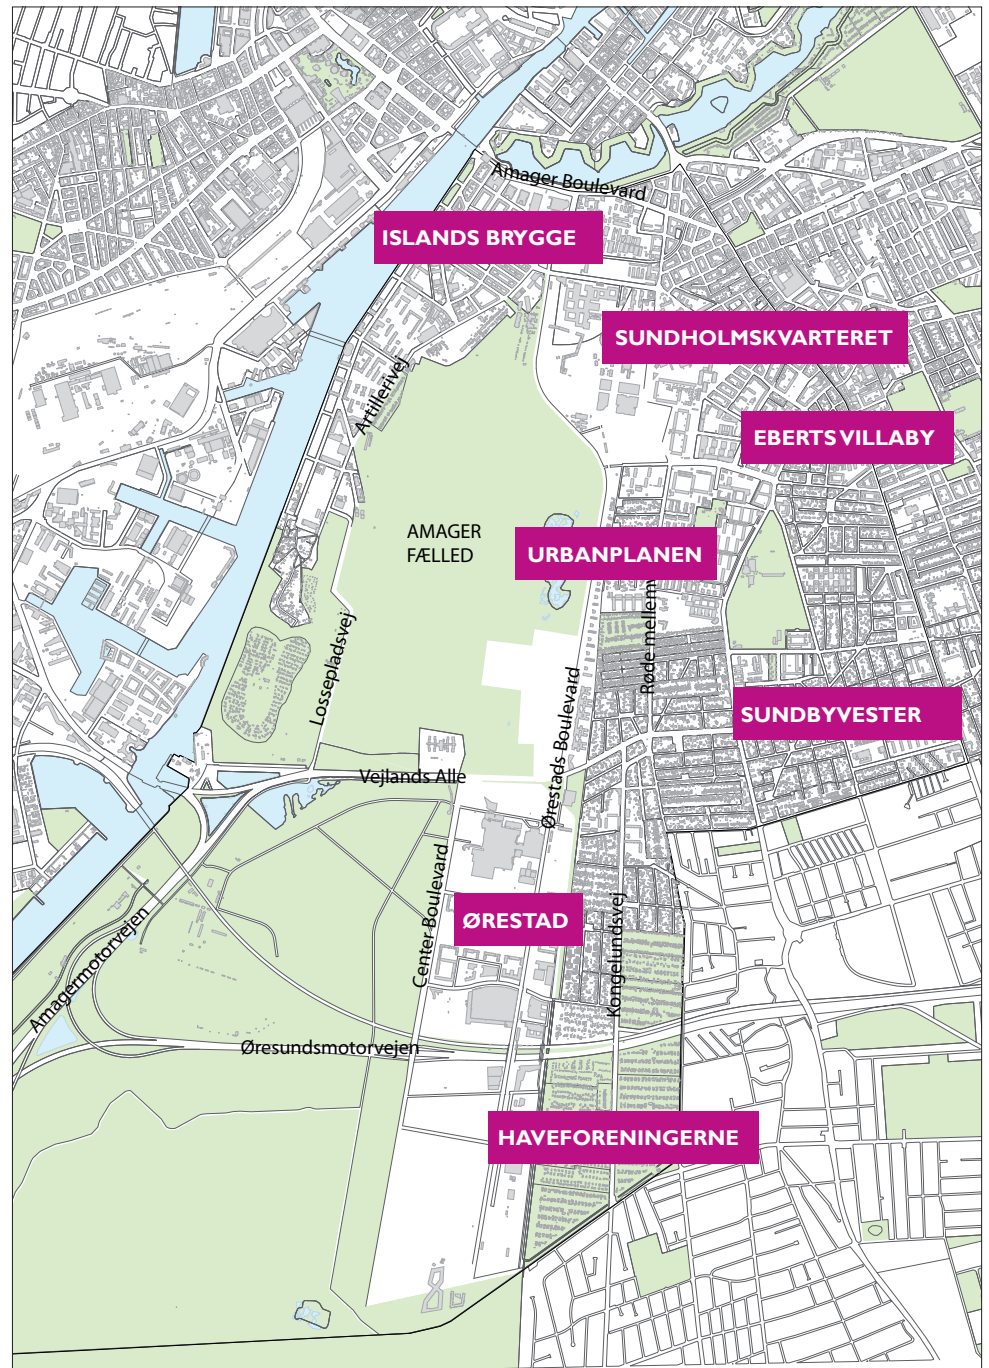 Amager Boulevard
ISLANDS BRYGGE
SUNDHOLMSKVARTERET
Artillerivej
EBERTS VILLABY
AMAGER
FÆLLED
URBANPLANEN
Røde mellemv
Lossepladsvej
Ørestads Boulevard
SUNDBYVESTER
Vejlands Alle
Center Boulevard
ØRESTAD
Kongelundsvej
Amagermotorvejen
Øresundsmotorvejen
HAVEFORENINGERNE